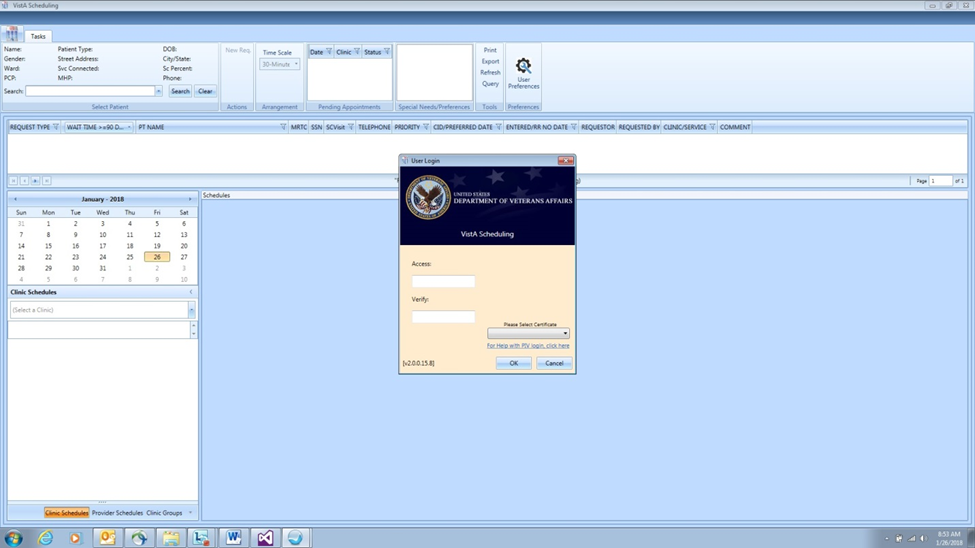 VistA Scheduling
Tasks
Name: Patient Type: DOB:
Gender: Street Address: City/State:
Ward: Svc Connected: Sc Percent:
PCP: MHP: Phone:
Search: Search Clear
Select Patient
New Req.
Actions
Time Scale
30-Minute
Arrangement
Date Clinic Status
Pending Appointments
Special Needs/Preferences
Print
Export
Refresh
Query
Tools
User
Preferences
Preferences
REQUEST TYPE WAIT TIME >=90 D... PT NAME MRTC SSN SCVisit TELEPHONE PRIORITY CID/PREFERRED DATE ENTERED/RR NO DATE REQUESTOR REQUESTED BY CLINIC/SERVICE COMMENT
Page 1 of 1
January - 2018
Sun Mon Tue Wed Thu Fri Sat
31 1 2 3 4 5 6
7 8 9 10 11 12 13
14 15 16 17 18 19 20
21 22 23 24 25 26 27
28 29 30 31 1 2 3
4 5 6 7 8 9 10
Clinic Schedules
(Select a Clinic)
Clinic Schedules Provider Schedules Clinic Groups
Schedules
User Login
UNITED STATES
DEPARTMENT OF VETERANS AFFAIRS
VistA Scheduling
Access:
Verify:
Please Select Certificate
For Help with PIV login, click here
[v2.0.0.15.8]
OK Cancel
8:53 AM
1/26/2018